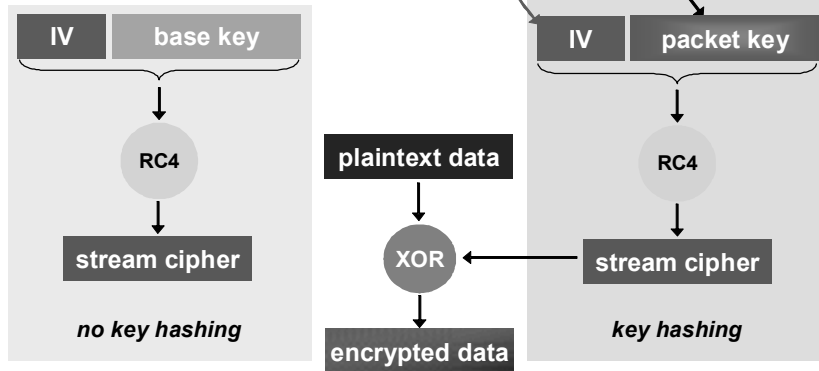 IV
base key
RC4
stream cipher
no key hashing
plaintext data
XOR
encrypted data
IV
packet key
RC4
stream cipher
key hashing